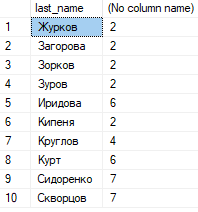 last_name (No column name)
1 Журков 2
2 Загорова 2
3 Зорков 2
4 Зуров 2
5 Иридова 6
6 Кипеня 2
7 Круглов 4
8 Курт 6
9 Сидоренко 7
10 Скворцов 7